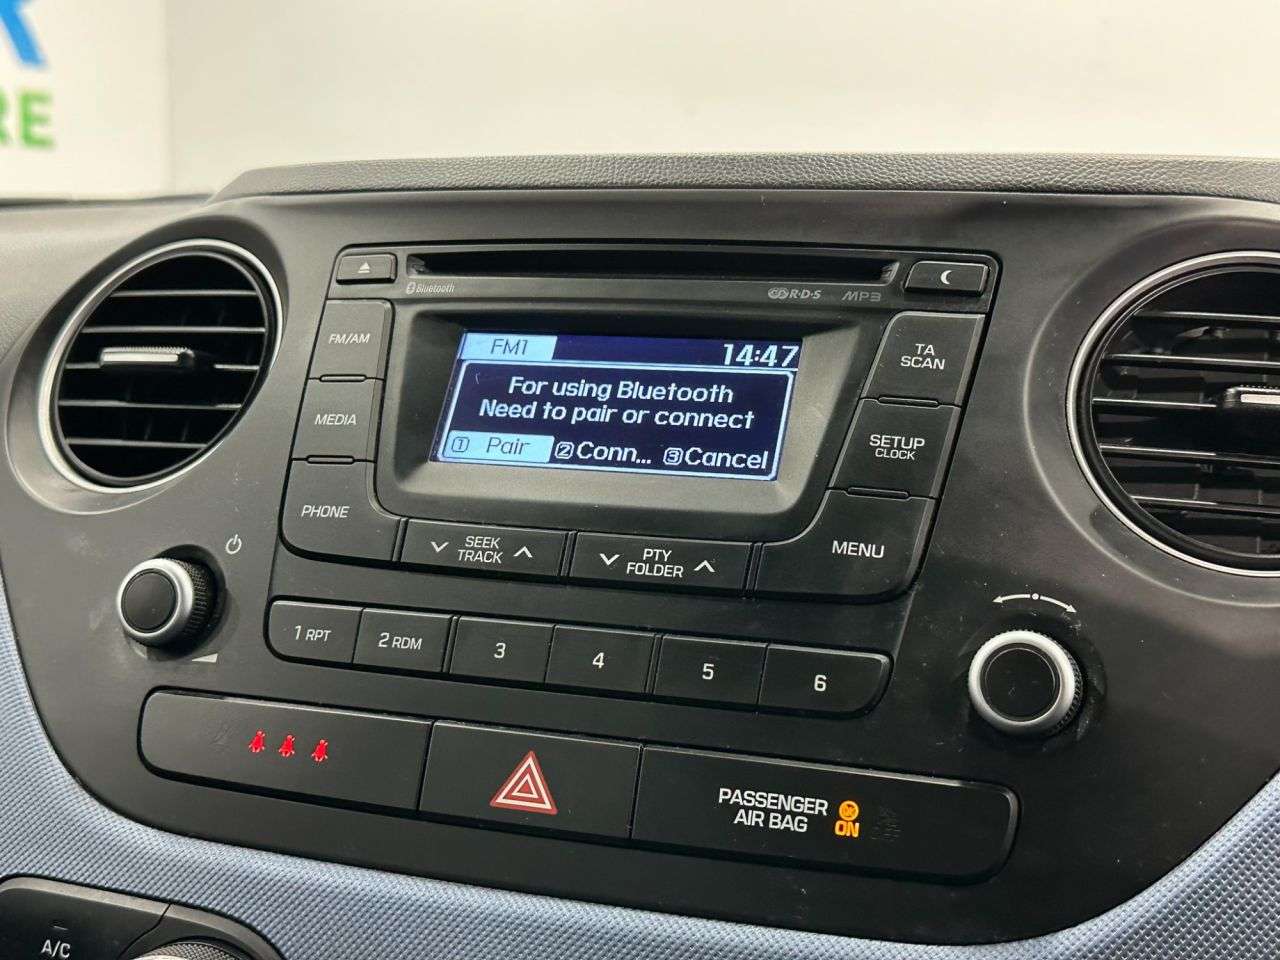 R
RE
Bluetooth
R·D·S
MP3
FM/AM
MEDIA
PHONE
FM1
14:47
For using Bluetooth
Need to pair or connect
1 Pair 2 Conn... 3 Cancel
TA
SCAN
SETUP
CLOCK
MENU
SEEK
TRACK
PTY
FOLDER
1 RPT
2 RDM
3
4
5
6
PASSENGER
AIR BAG
ON
A/C